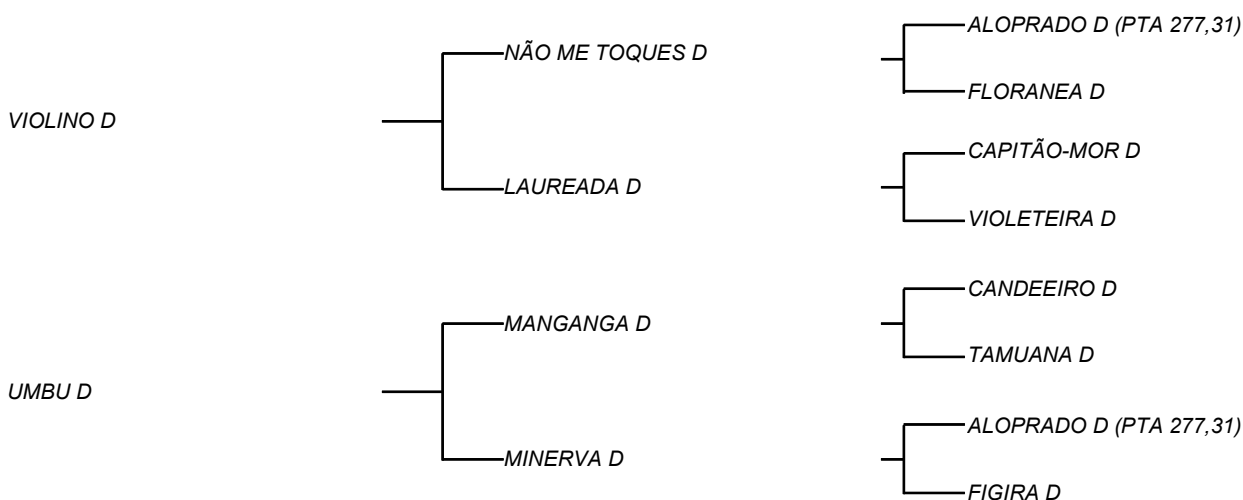 ALOPRADO D (PTA 277,31)
NÃO ME TOQUES D
FLORANEA D
VIOLINO D
CAPITÃO-MOR D
LAUREADA D
VIOLETEIRA D
CANDEEIRO D
MANGANGA D
TAMUANA D
UMBU D
ALOPRADO D (PTA 277,31)
MINERVA D
FIGIRA D